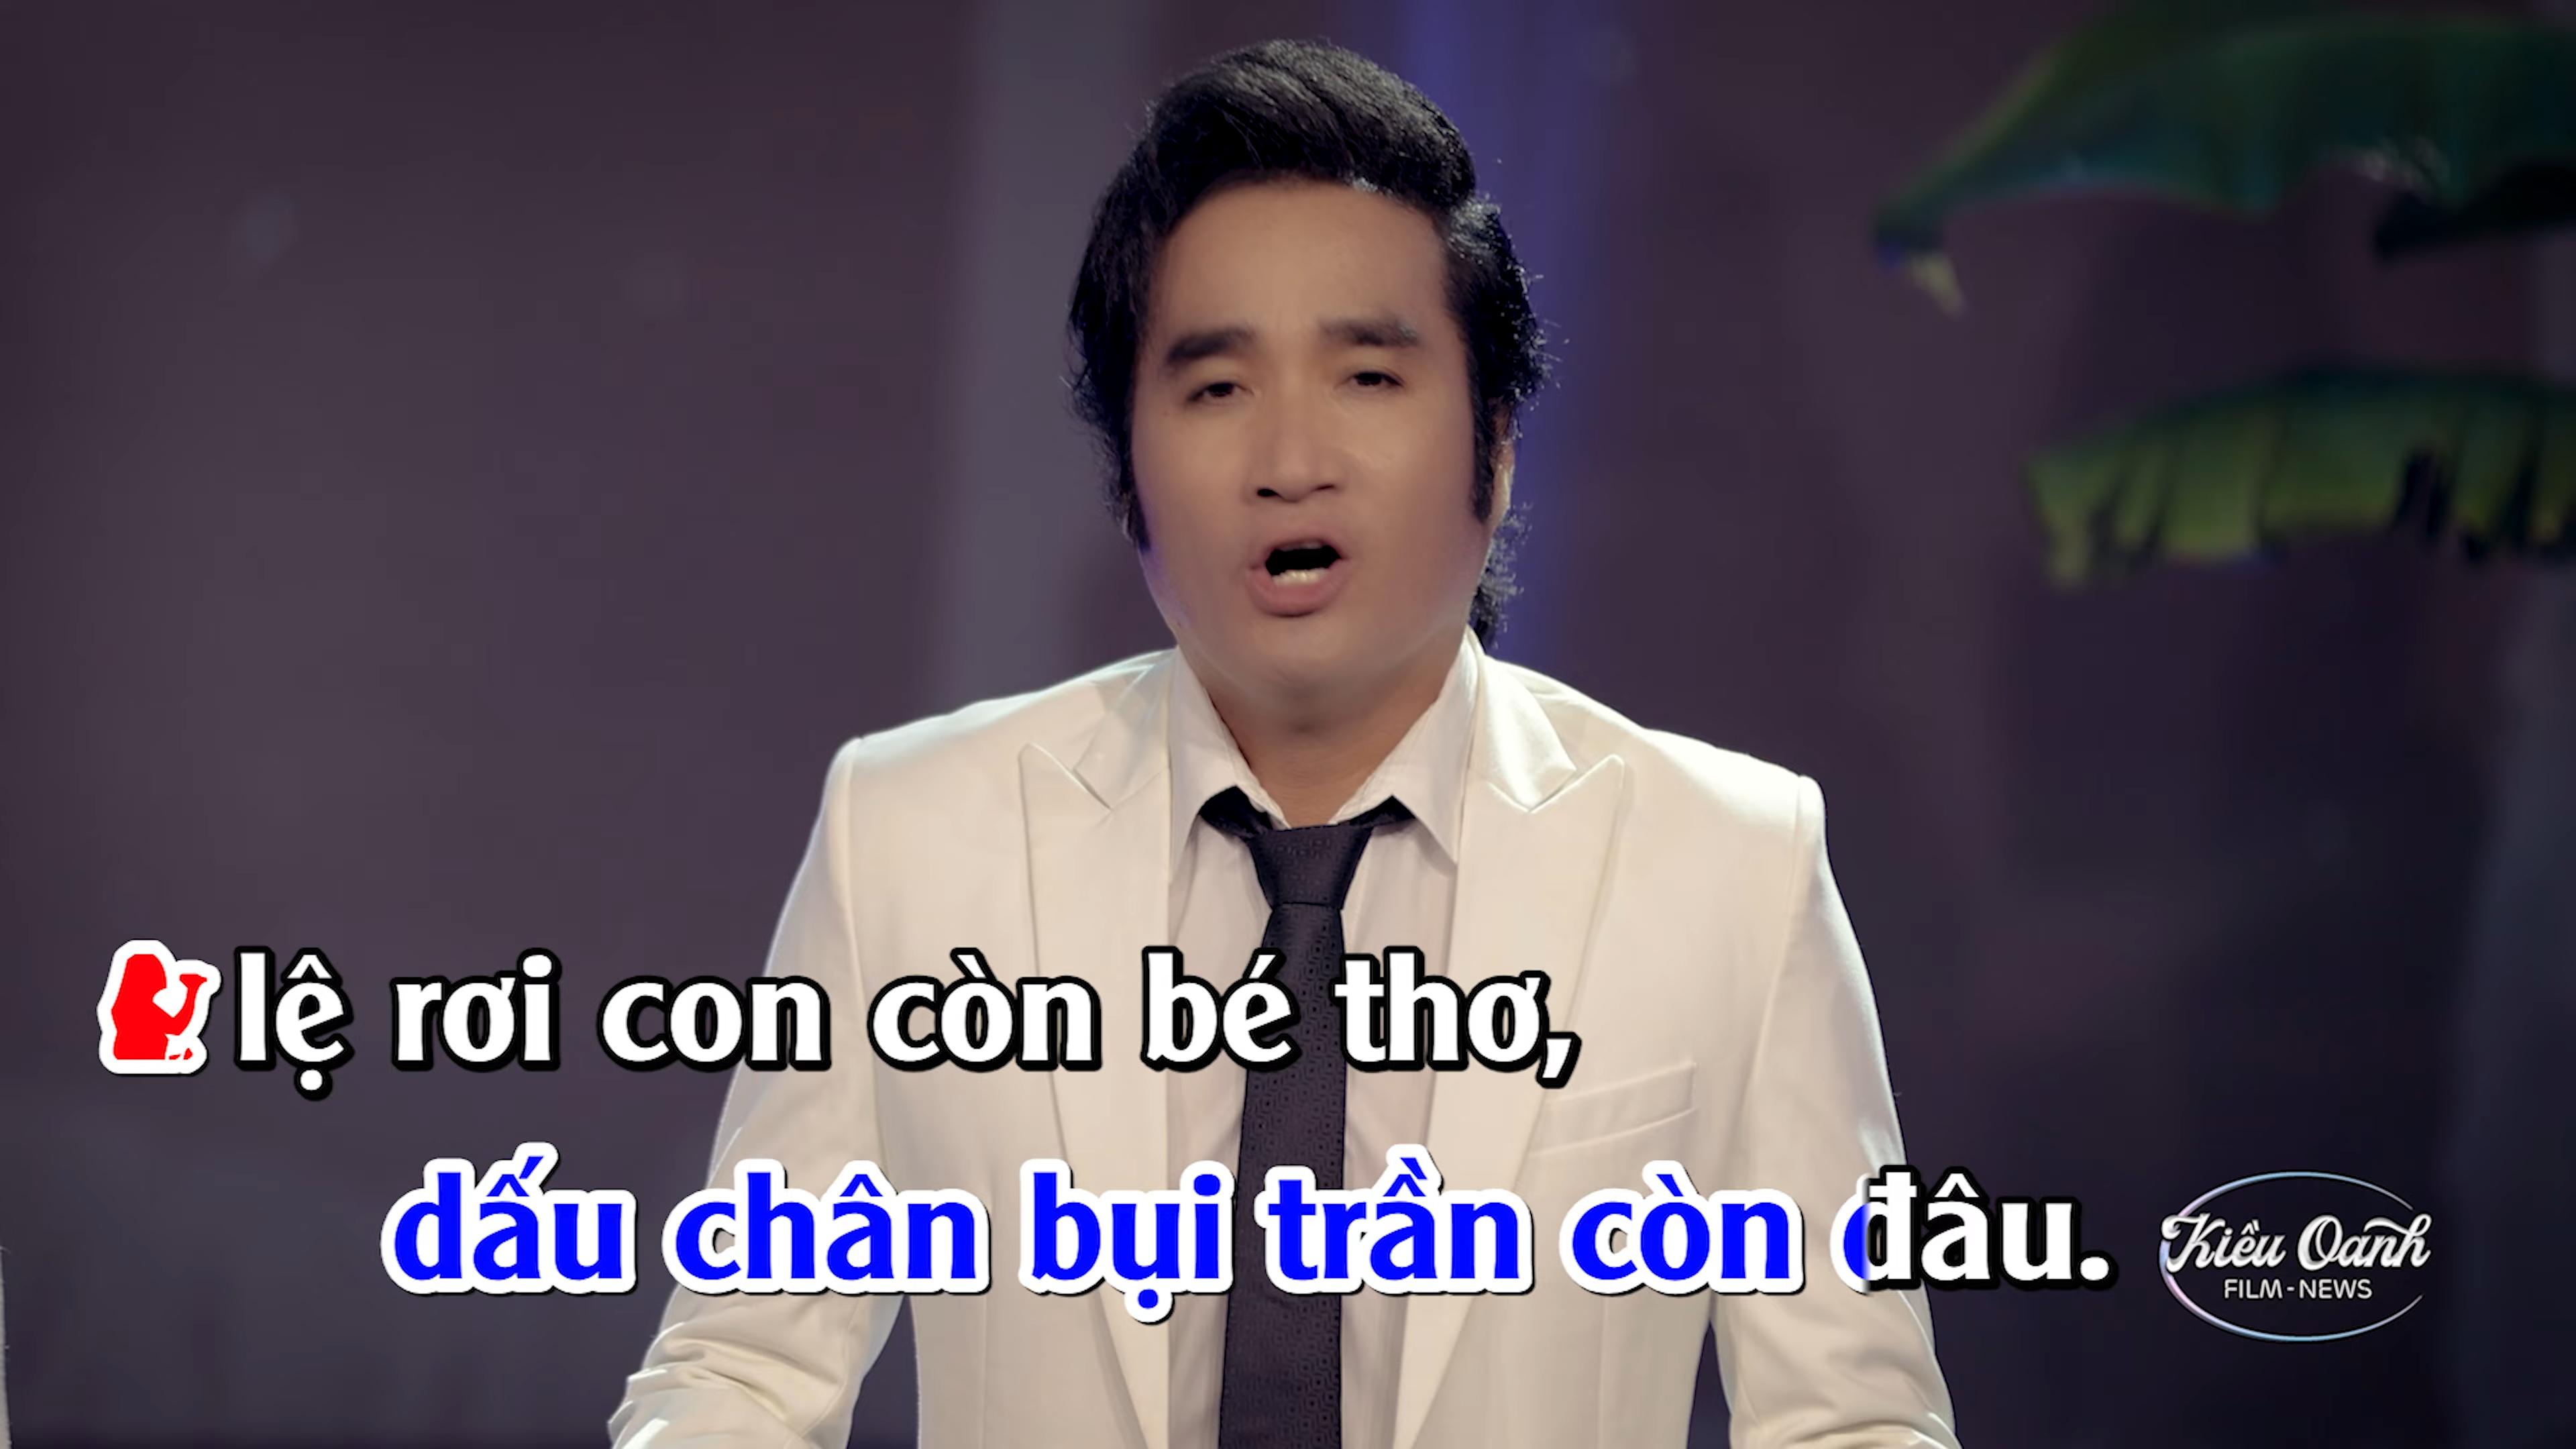 lệ rơi con còn bé thơ,
dấu chân bụi trần còn đâu.
Kiều Oanh
FILM - NEWS